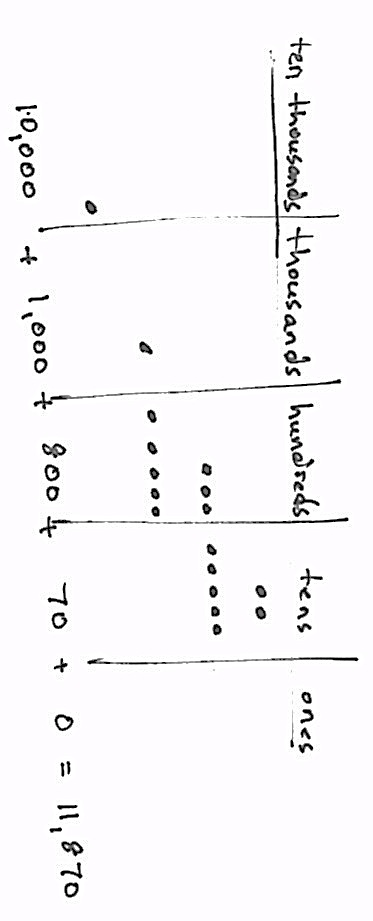 ten thousands thousands hundreds tens ones
10,000 + 1,000 + 800 + 70 + 0 = 11,870